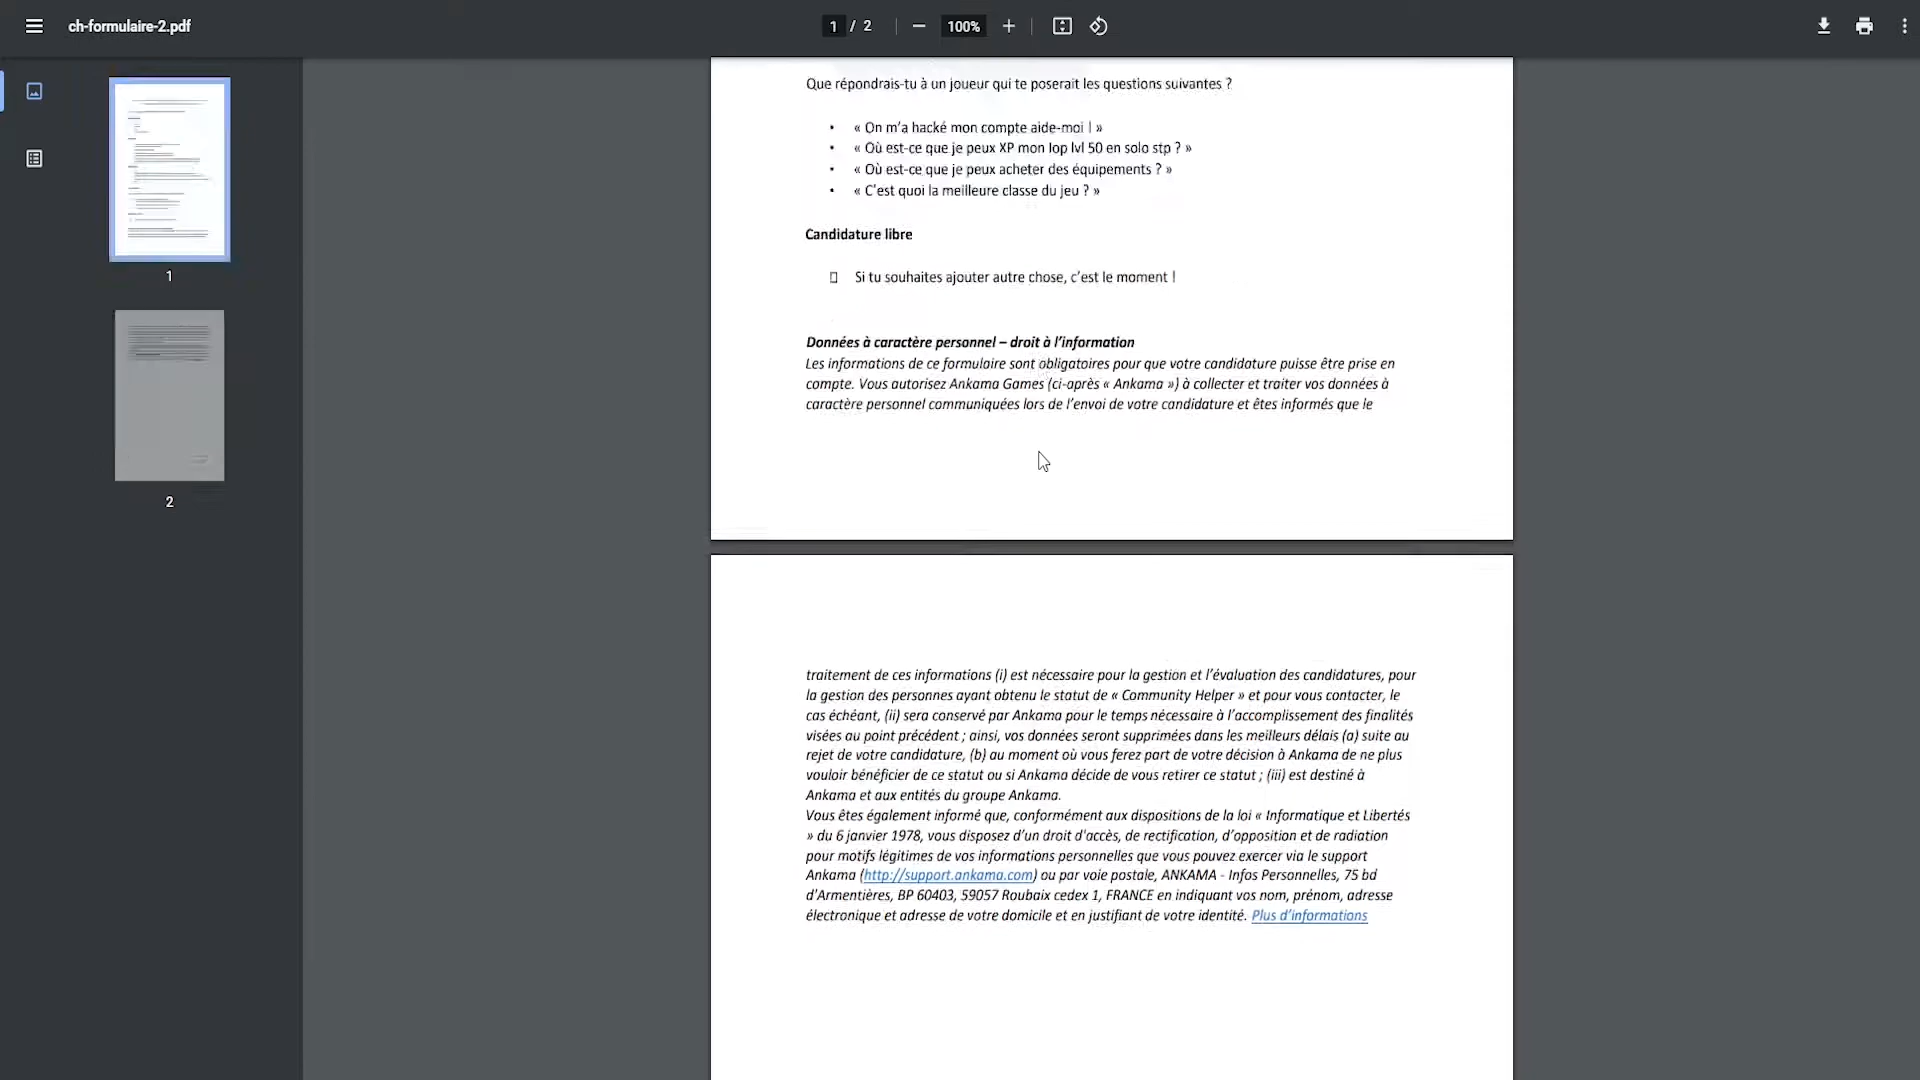 ch-formulaire-2.pdf
1 / 2
100%
1
2
Que répondrais-tu à un joueur qui te poserait les questions suivantes ?
• « On m’a hacké mon compte aide-moi ! »
• « Où est-ce que je peux XP mon Iop lvl 50 en solo stp ? »
• « Où est-ce que je peux acheter des équipements ? »
• « C'est quoi la meilleure classe du jeu ? »
Candidature libre
Si tu souhaites ajouter autre chose, c’est le moment !
Données à caractère personnel – droit à l’information
Les informations de ce formulaire sont obligatoires pour que votre candidature puisse être prise en
compte. Vous autorisez Ankama Games (ci-après « Ankama ») à collecter et traiter vos données à
caractère personnel communiquées lors de l’envoi de votre candidature et êtes informés que le
traitement de ces informations (i) est nécessaire pour la gestion et l’évaluation des candidatures, pour
la gestion des personnes ayant obtenu le statut de « Community Helper » et pour vous contacter, le
cas échéant, (ii) sera conservé par Ankama pour le temps nécessaire à l’accomplissement des finalités
visées au point précédent ; ainsi, vos données seront supprimées dans les meilleurs délais (a) suite au
rejet de votre candidature, (b) au moment où vous ferez part de votre décision à Ankama de ne plus
vouloir bénéficier de ce statut ou si Ankama décide de vous retirer ce statut ; (iii) est destiné à
Ankama et aux entités du groupe Ankama.
Vous êtes également informé que, conformément aux dispositions de la loi « Informatique et Libertés
» du 6 janvier 1978, vous disposez d’un droit d'accès, de rectification, d’opposition et de radiation
pour motifs légitimes de vos informations personnelles que vous pouvez exercer via le support
Ankama (http://support.ankama.com) ou par voie postale, ANKAMA - Infos Personnelles, 75 bd
d'Armentières, BP 60403, 59057 Roubaix cedex 1, FRANCE en indiquant vos nom, prénom, adresse
électronique et adresse de votre domicile et en justifiant de votre identité. Plus d’informations